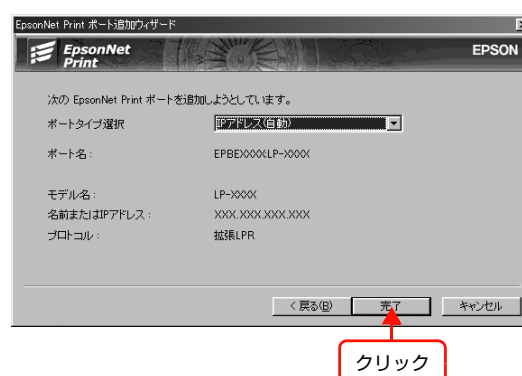 EpsonNet Print ポート追加ウィザード
EpsonNet
Print
EPSON
次の EpsonNet Print ポートを追加しようとしています。
ポートタイプ選択 IPアドレス(自動)
ポート名: EPBEXXXX(LP-XXXX
モデル名: LP-XXXX
名前またはIPアドレス: XXX.XXX.XXX.XXX
プロトコル: 拡張LPR
< 戻る(B) 完了 キャンセル
クリック